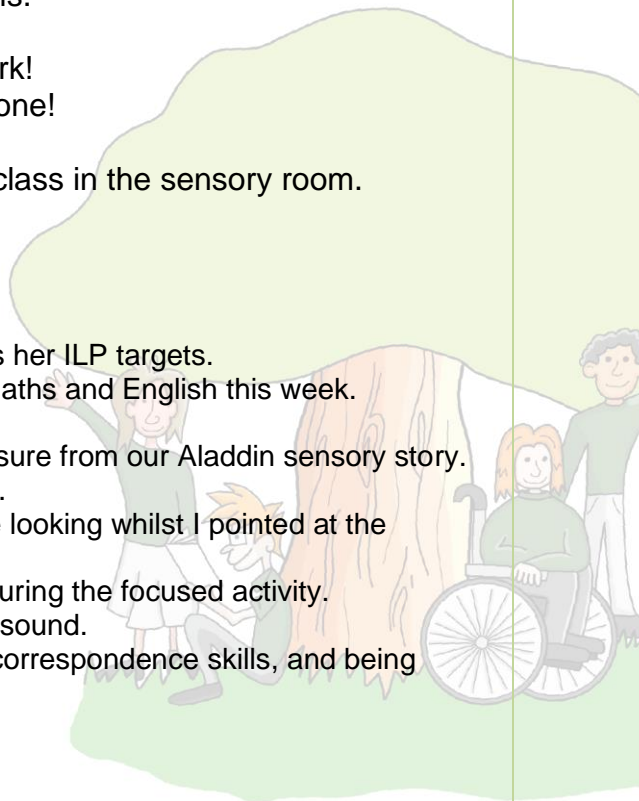 rk!
one!
class in the sensory room.
s her ILP targets.
aths and English this week.
sure from our Aladdin sensory story.
.
looking whilst I pointed at the
uring the focused activity.
sound.
correspondence skills, and being